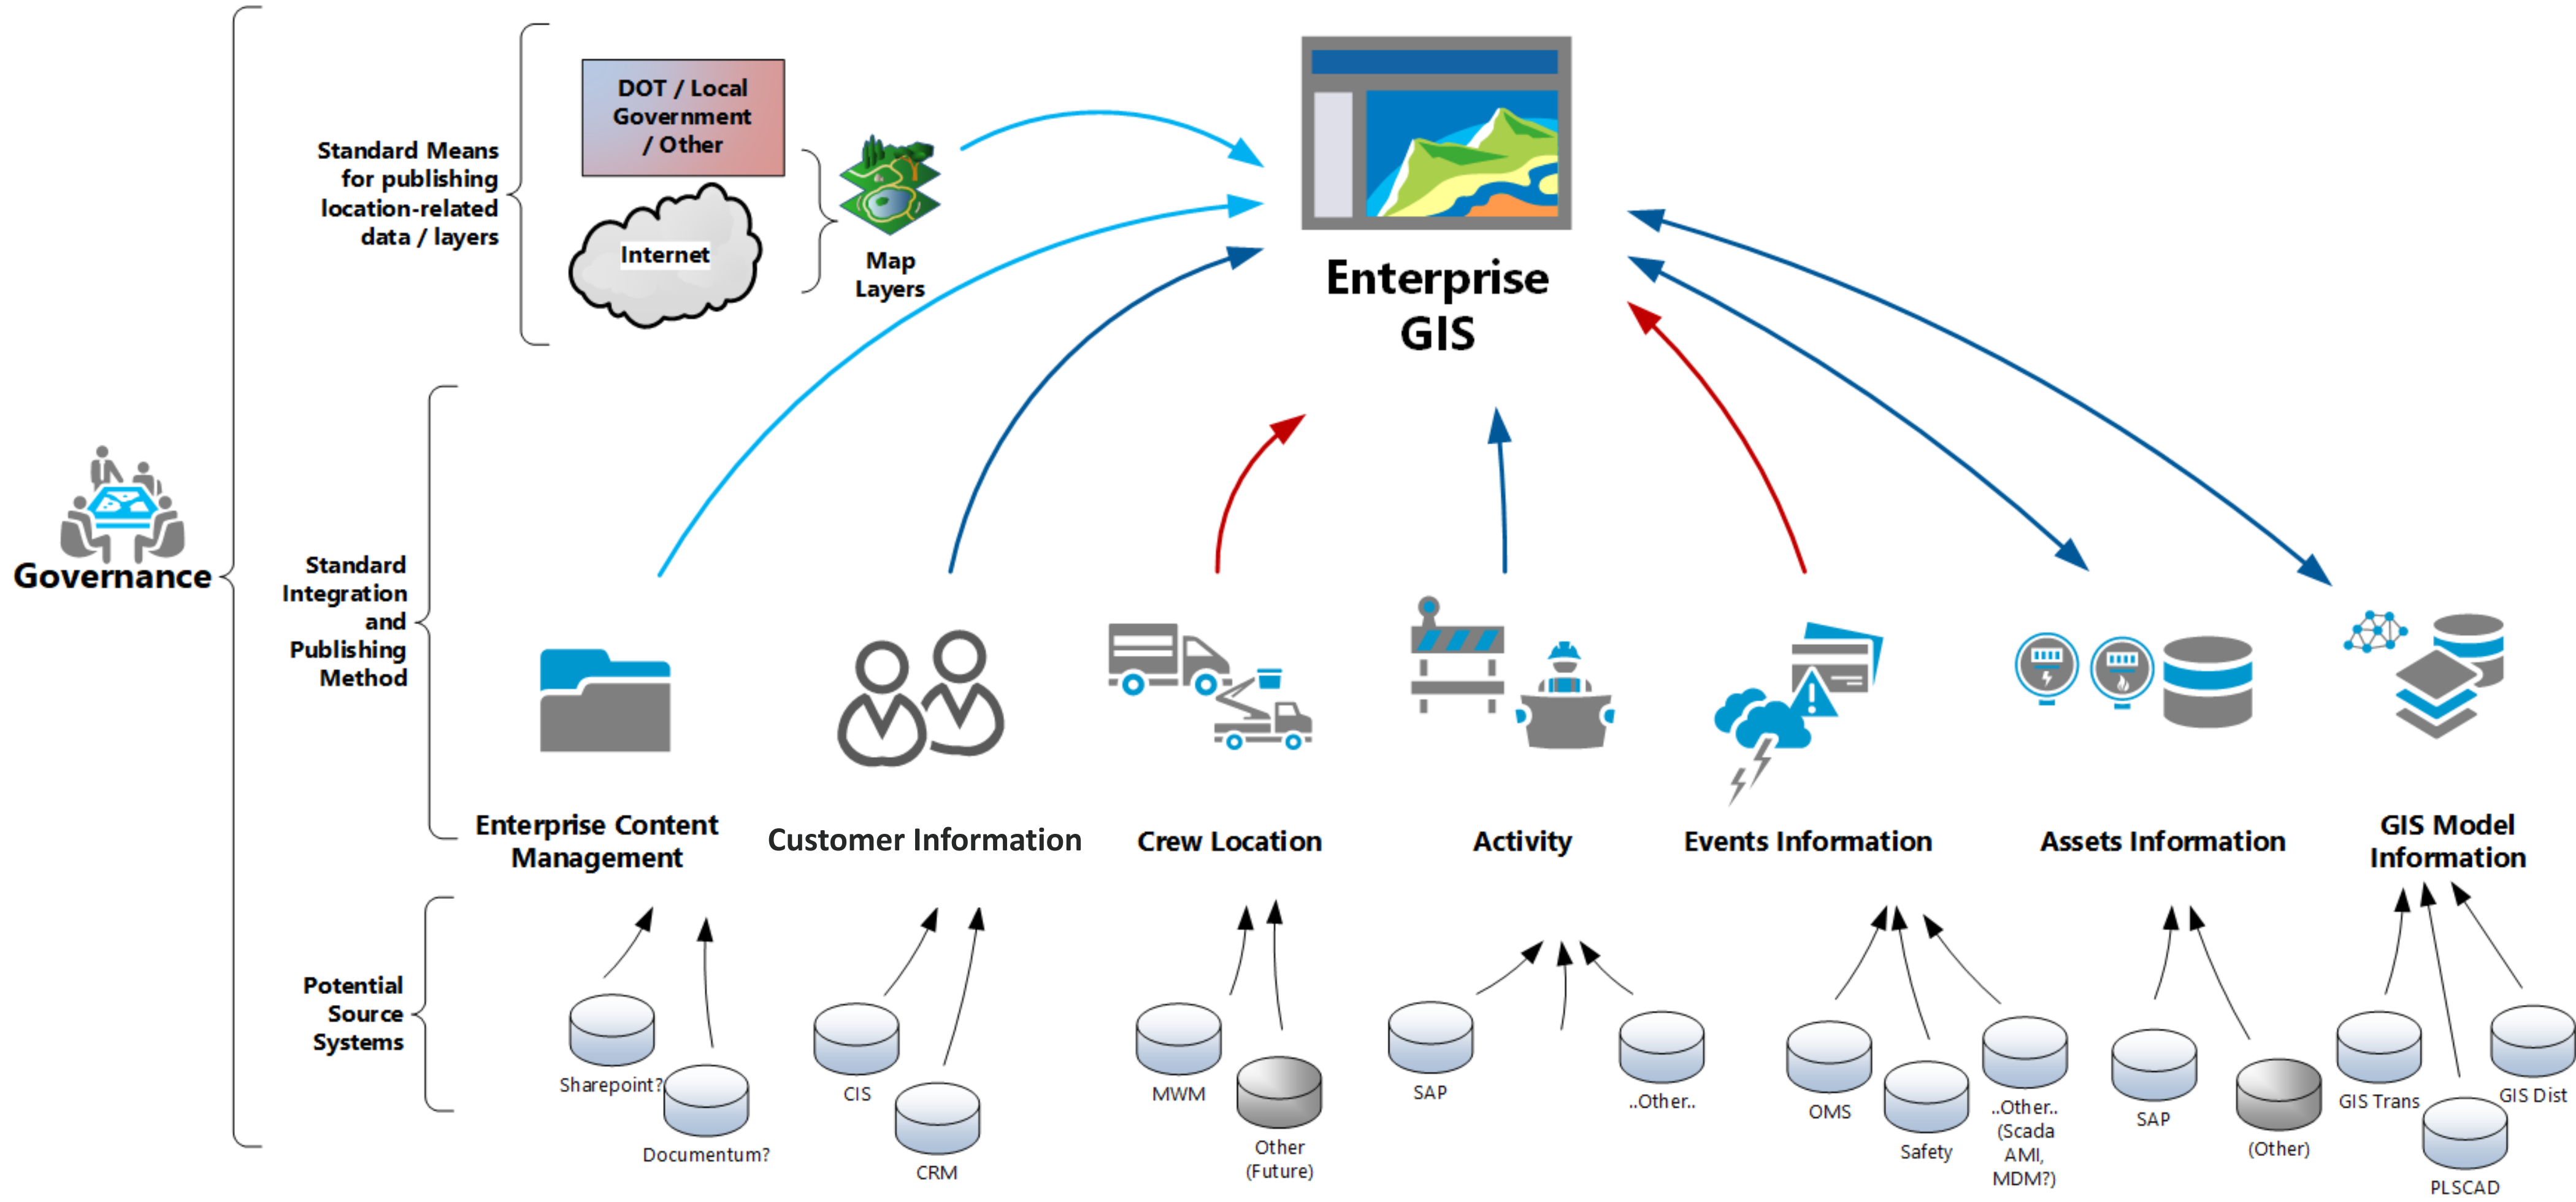 DOT / Local
Government
/ Other
Standard Means
for publishing
location-related
data / layers
Internet
Map
Layers
Enterprise
GIS
Governance
Standard
Integration
and
Publishing
Method
Enterprise Content
Management
Customer Information
Crew Location
Activity
Events Information
Assets Information
GIS Model
Information
Potential
Source
Systems
Sharepoint?
Documentum?
CIS
CRM
MWM
Other
(Future)
SAP
..Other..
OMS
Safety
..Other..
(Scada
AMI,
MDM?)
SAP
(Other)
GIS Trans
PLSCAD
GIS Dist